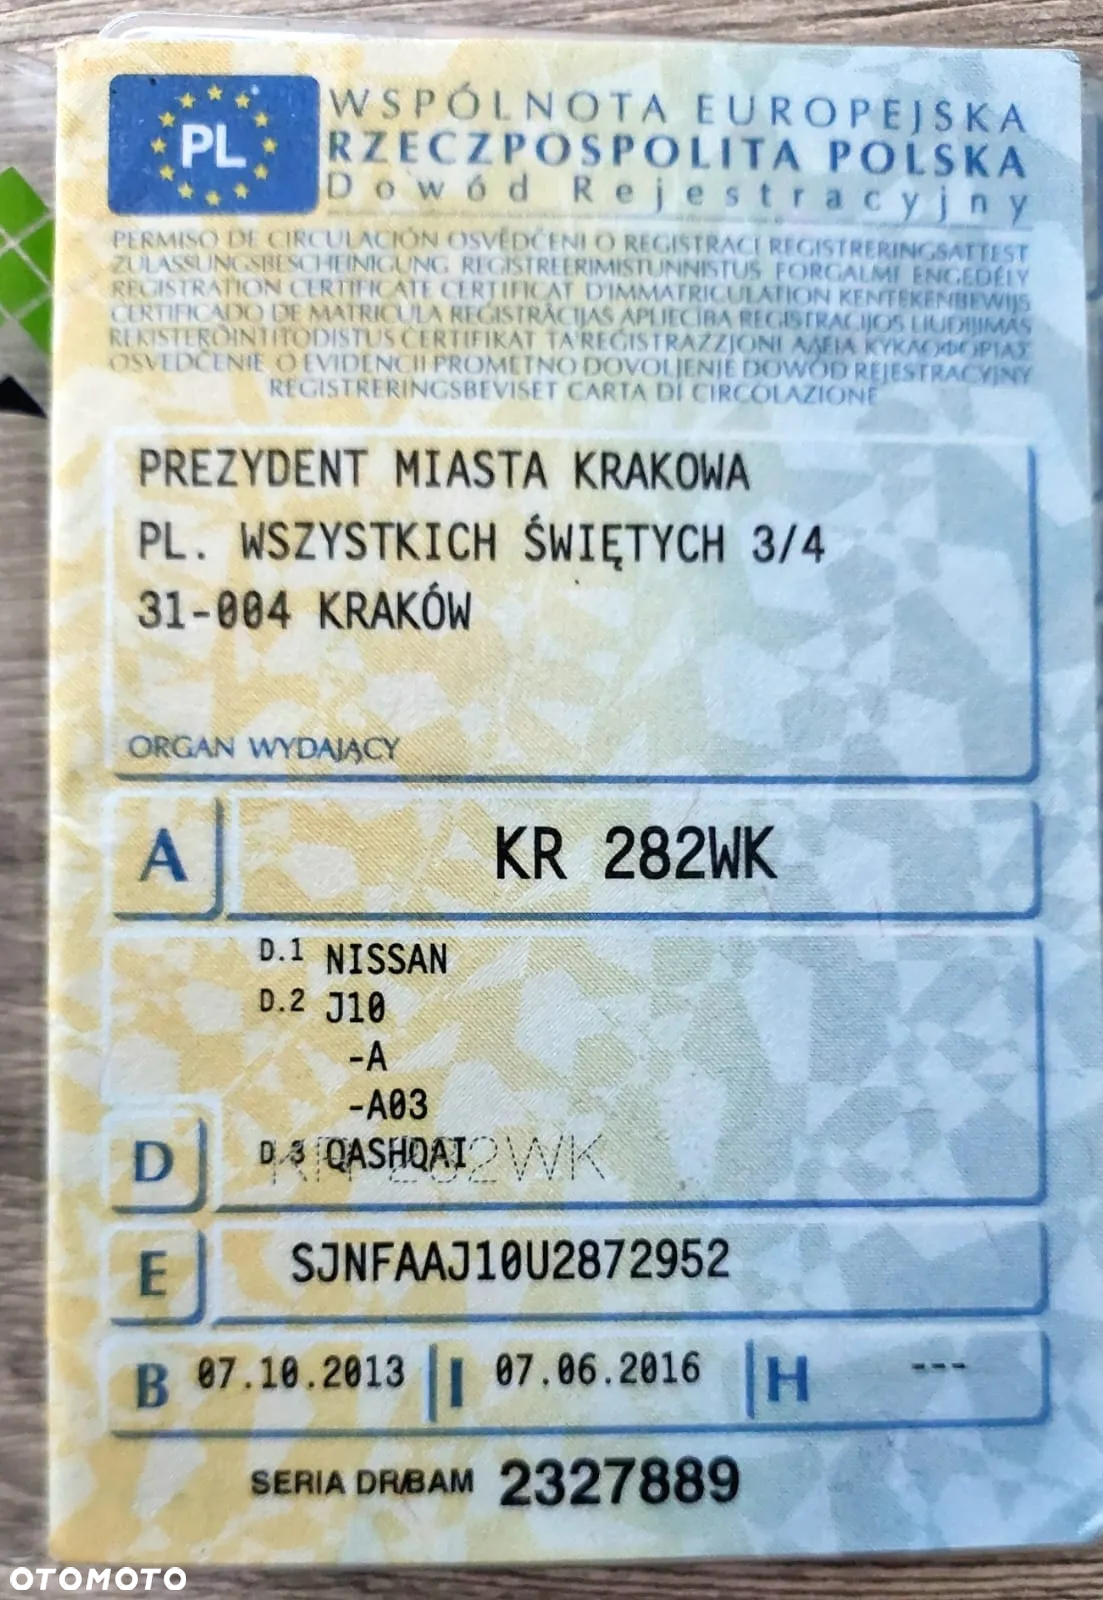 PL
WSPÓLNOTA EUROPEJSKA
RZECZPOSPOLITA POLSKA
Dowód Rejestracyjny
PERMISO DE CIRCULACIÓN OSVĚDČENÍ O REGISTRACI REGISTRERINGSATTEST
ZULASSUNGSBESCHEINIGUNG REGISTREERIMISTUNNISTUS FORGALMI ENGEDÉLY
REGISTRATION CERTIFICATE CERTIFICAT D'IMMATRICULATION KENTEKENBEWIJS
CERTIFICADO DE MATRICULA REGISTRĀCIJAS APLIECĪBA REGISTRACIJOS LIUDIJIMAS
REKISTERÖINTITODISTUS ĊERTIFIKAT TA' REĠISTRAZZJONI ΑΔΕΙΑ ΚΥΚΛΟΦΟΡΙΑΣ
OSVEDČENIE O EVIDENCII PROMETNO DOVOLJENJE DOWÓD REJESTRACYJNY
REGISTRERINGSBEVISET CARTA DI CIRCOLAZIONE
PREZYDENT MIASTA KRAKOWA
PL. WSZYSTKICH ŚWIĘTYCH 3/4
31-004 KRAKÓW
ORGAN WYDAJĄCY
A KR 282WK
D.1 NISSAN
D.2 J10
-A
-A03
D D.3 QASHQAI
KR 282WK
E SJNFAAJ10U2872952
B 07.10.2013 I 07.06.2016 H ---
SERIA DR/BAM 2327889
OTOMOTO